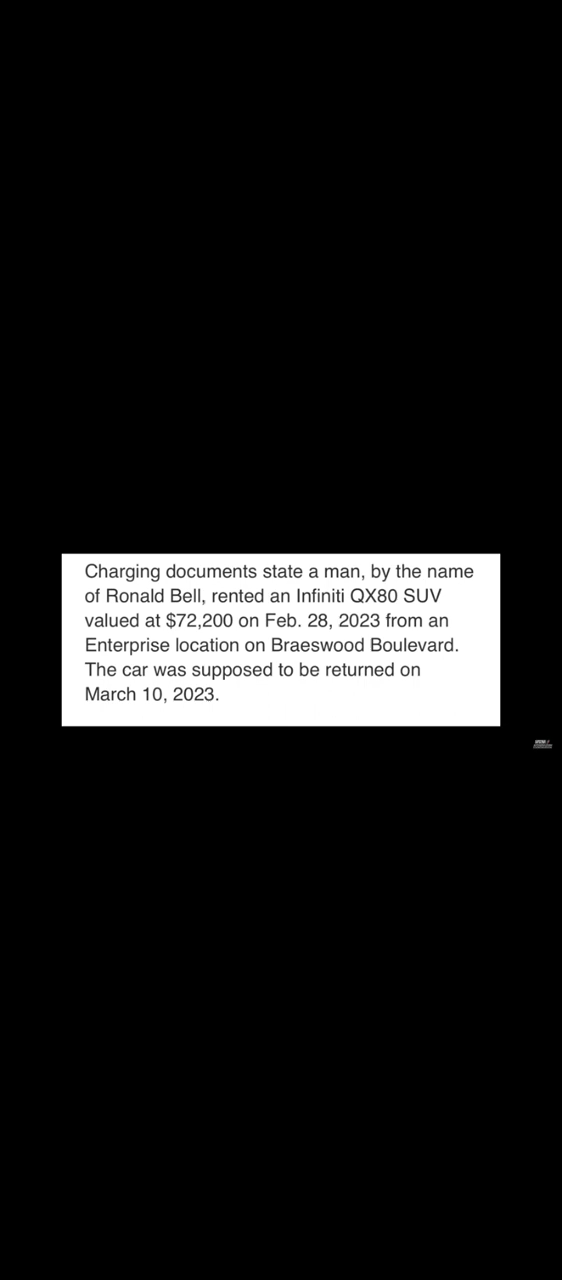 Charging documents state a man, by the name
of Ronald Bell, rented an Infiniti QX80 SUV
valued at $72,200 on Feb. 28, 2023 from an
Enterprise location on Braeswood Boulevard.
The car was supposed to be returned on
March 10, 2023.